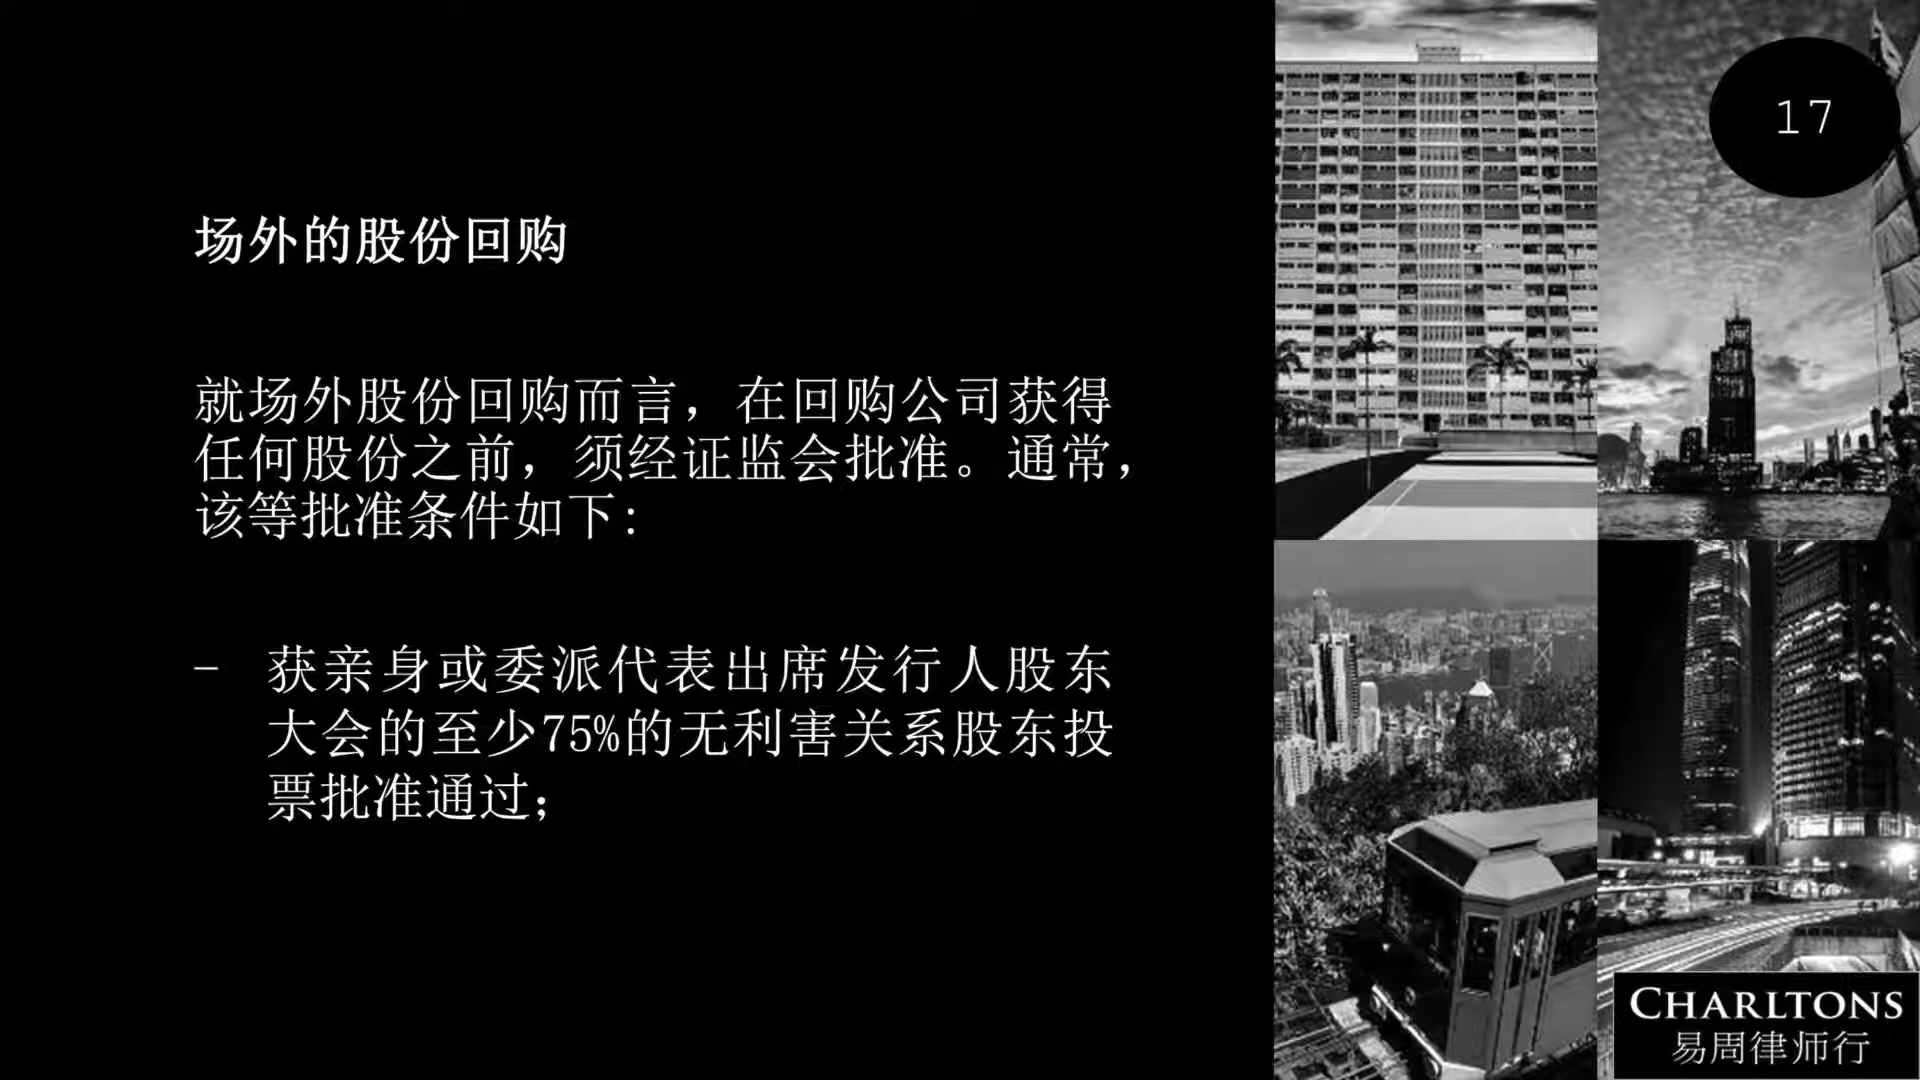 17
场外的股份回购
就场外股份回购而言，在回购公司获得
任何股份之前，须经证监会批准。通常，
该等批准条件如下：
- 获亲身或委派代表出席发行人股东
大会的至少75%的无利害关系股东投
票批准通过；
CHARLTONS
易周律师行